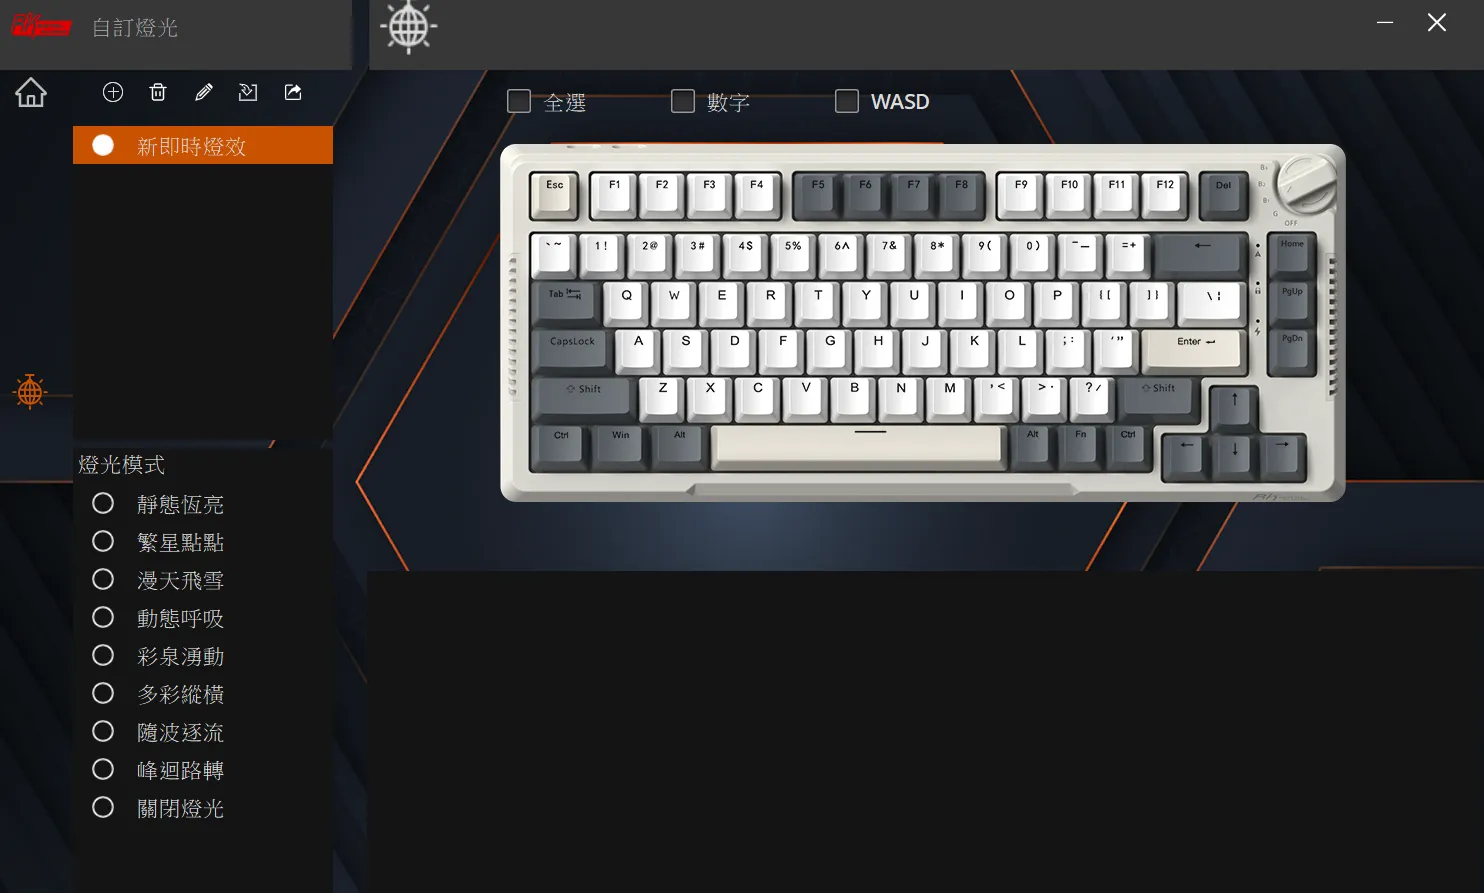 RK
自訂燈光
新即時燈效
燈光模式
靜態恆亮
繁星點點
漫天飛雪
動態呼吸
彩泉湧動
多彩縱橫
隨波逐流
峰迴路轉
關閉燈光
全選 數字 WASD
Esc F1 F2 F3 F4 F5 F6 F7 F8 F9 F10 F11 F12 Del
OFF
` ~ 1 ! 2 @ 3 # 4 $ 5 % 6 ^ 7 & 8 * 9 ( 0 ) - _ = + ← Home
Tab Q W E R T Y U I O P { [ ] } \ ¦ PgUp
CapsLock A S D F G H J K L ; : ' " Enter PgDn
Shift Z X C V B N M , < > . ? / Shift ↑
Ctrl Win Alt Alt Fn Ctrl ← ↓ →